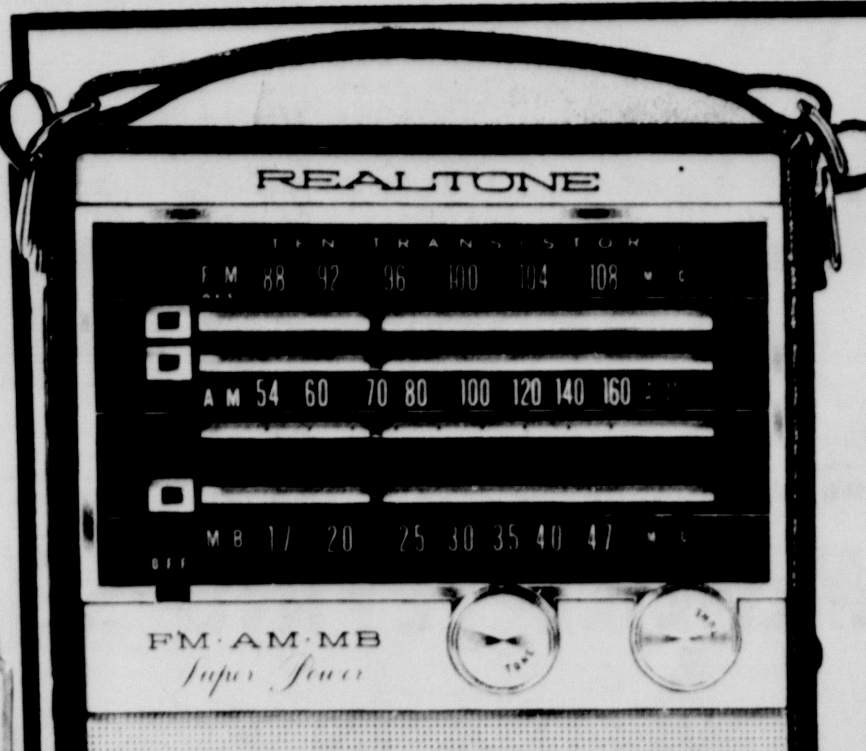 REALTONE
TEN TRANSISTOR
FM 88 92 96 100 104 108 M C
AM 54 60 70 80 100 120 140 160
MB 17 20 25 30 35 40 47 M C
OFF
FM·AM·MB
Super Power
TONE